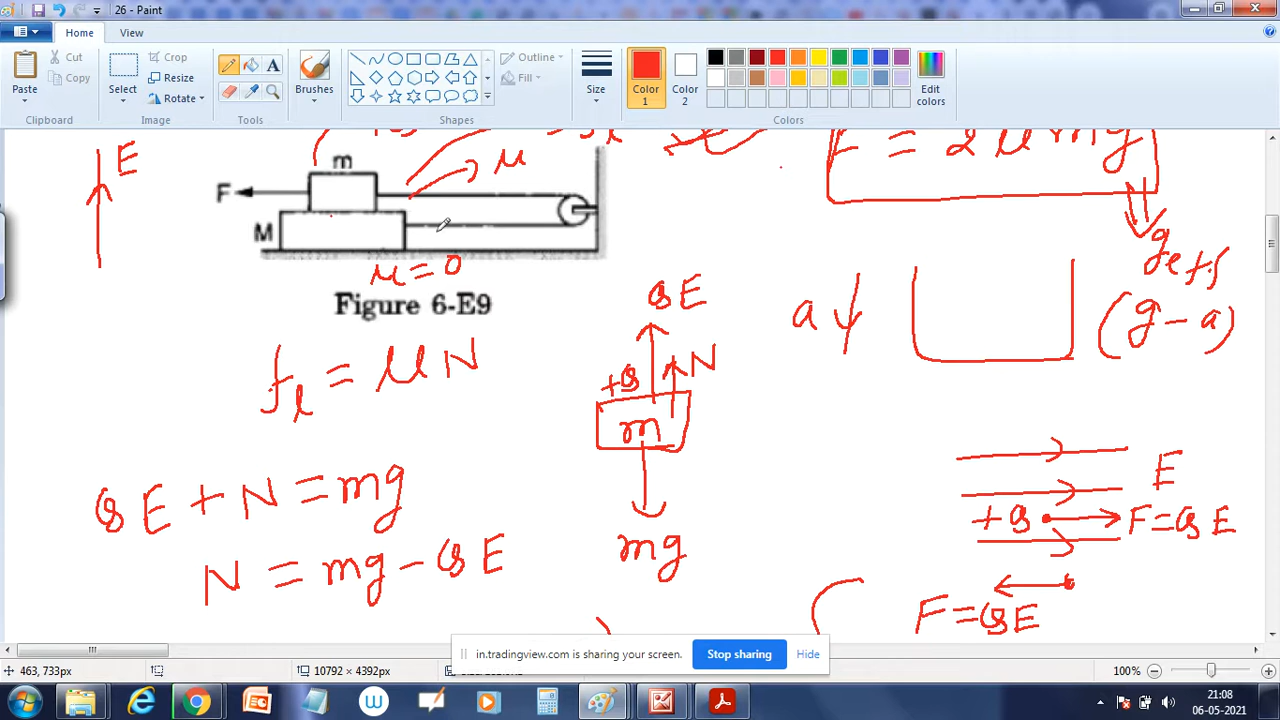 26 - Paint
Home View
Paste
Cut
Copy
Clipboard
Select
Crop
Resize
Rotate
Image
Tools
Brushes
Shapes
Outline
Fill
Size
Color 1
Color 2
Edit colors
Colors
E
m
μ
F
M
μ = 0
Figure 6-E9
= 2 μ mg
g eff
a
(g - a)
f l = μ N
QE
+Q
N
m
mg
QE + N = mg
N = mg - QE
E
+Q
F = QE
F = QE
in.tradingview.com is sharing your screen.
Stop sharing
Hide
463, 733px
10792 × 4392px
100%
21:08
06-05-2021